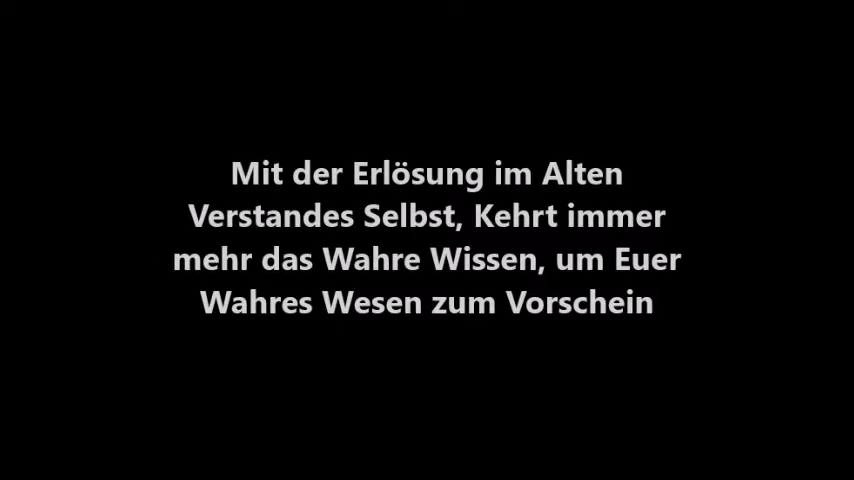 Mit der Erlösung im Alten
Verstandes Selbst, Kehrt immer
mehr das Wahre Wissen, um Euer
Wahres Wesen zum Vorschein